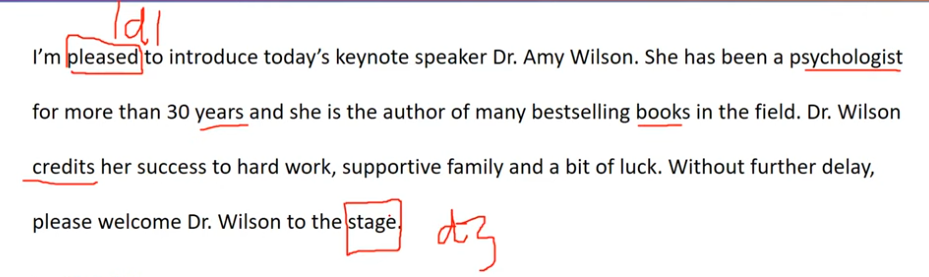 /d/
I'm pleased to introduce today's keynote speaker Dr. Amy Wilson. She has been a psychologist
for more than 30 years and she is the author of many bestselling books in the field. Dr. Wilson
credits her success to hard work, supportive family and a bit of luck. Without further delay,
please welcome Dr. Wilson to the stage. dʒ